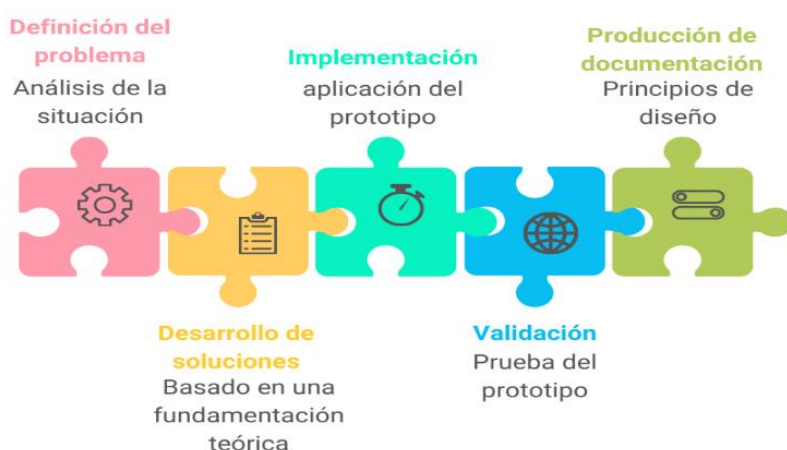 Definición del
problema
Análisis de la
situación
Implementación
aplicación del
prototipo
Producción de
documentación
Principios de
diseño
Desarrollo de
soluciones
Basado en una
fundamentación
teórica
Validación
Prueba del
prototipo